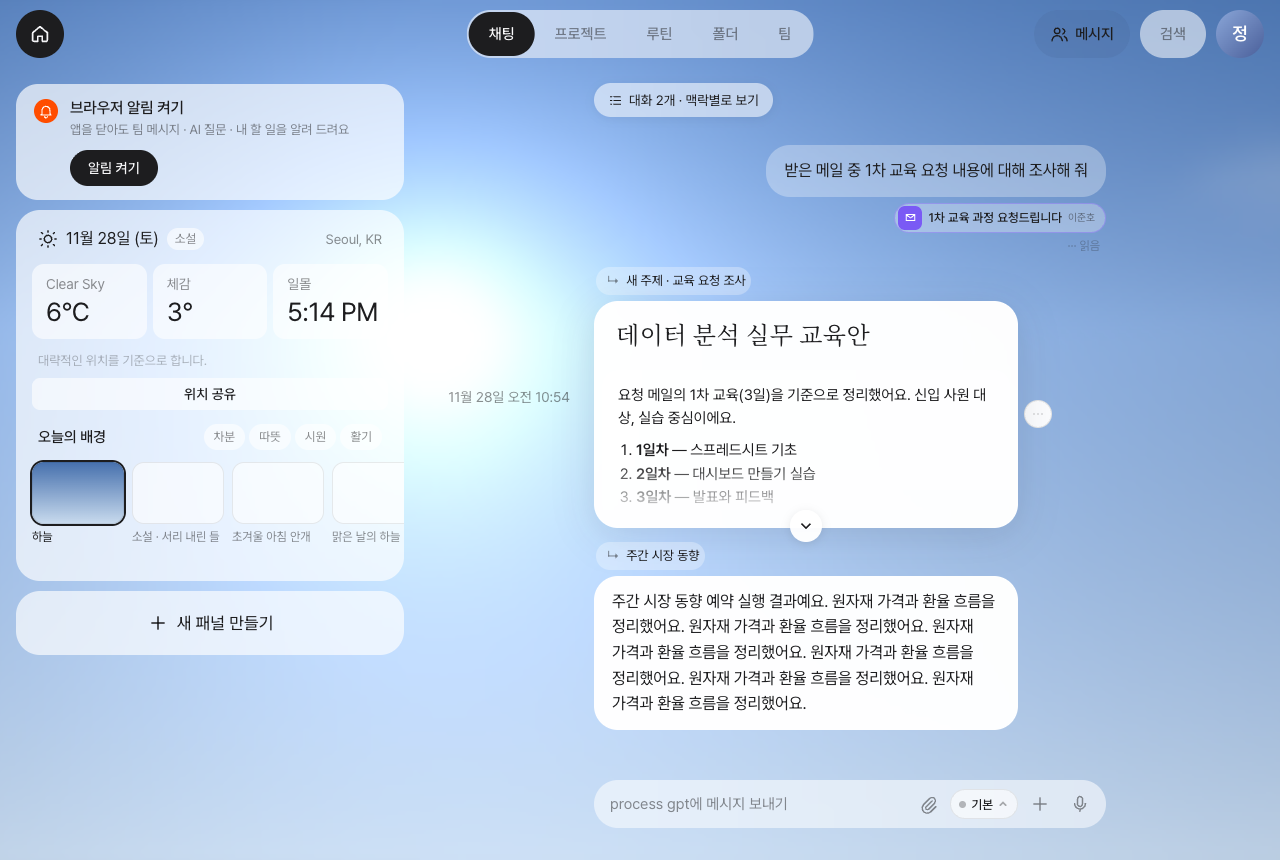 채팅
프로젝트
루틴
폴더
팀
메시지
검색
정
브라우저 알림 켜기
앱을 닫아도 팀 메시지 · AI 질문 · 내 할 일을 알려 드려요
알림 켜기
11월 28일 (토) 소설 Seoul, KR
Clear Sky
6°C
체감
3°
일몰
5:14 PM
대략적인 위치를 기준으로 합니다.
위치 공유
오늘의 배경
차분
따뜻
시원
활기
하늘
소설 · 서리 내린 들
초겨울 아침 안개
맑은 날의 하늘
+ 새 패널 만들기
대화 2개 · 맥락별로 보기
받은 메일 중 1차 교육 요청 내용에 대해 조사해 줘
1차 교육 과정 요청드립니다 이준호
읽음
새 주제 · 교육 요청 조사
11월 28일 오전 10:54
데이터 분석 실무 교육안
요청 메일의 1차 교육(3일)을 기준으로 정리했어요. 신입 사원 대
상, 실습 중심이에요.
1. 1일차 — 스프레드시트 기초
2. 2일차 — 대시보드 만들기 실습
3. 3일차 — 발표와 피드백
주간 시장 동향
주간 시장 동향 예약 실행 결과예요. 원자재 가격과 환율 흐름을
정리했어요. 원자재 가격과 환율 흐름을 정리했어요. 원자재
가격과 환율 흐름을 정리했어요. 원자재 가격과 환율 흐름을
정리했어요. 원자재 가격과 환율 흐름을 정리했어요. 원자재
가격과 환율 흐름을 정리했어요.
process gpt에 메시지 보내기
기본